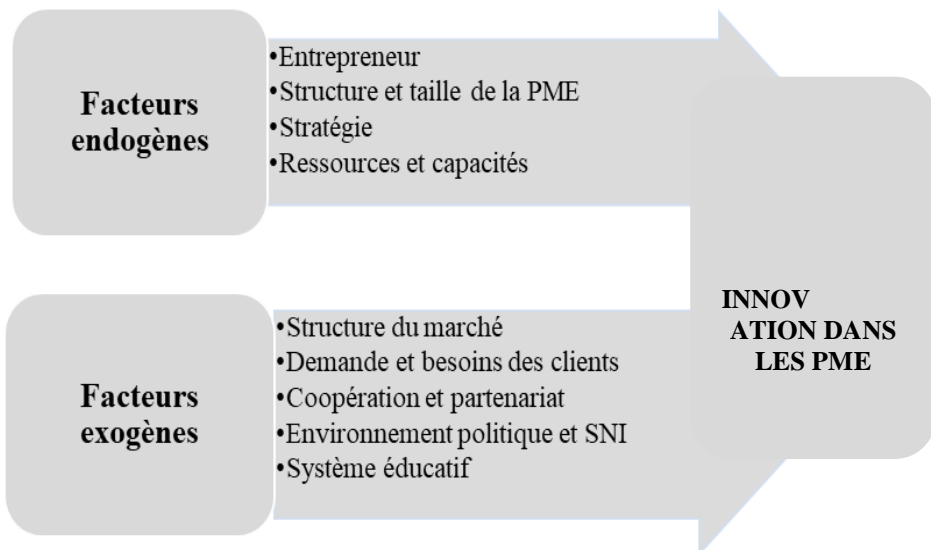 Facteurs
endogènes
•Entrepreneur
•Structure et taille de la PME
•Stratégie
•Ressources et capacités
Facteurs
exogènes
•Structure du marché
•Demande et besoins des clients
•Coopération et partenariat
•Environnement politique et SNI
•Système éducatif
INNOV
ATION DANS
LES PME